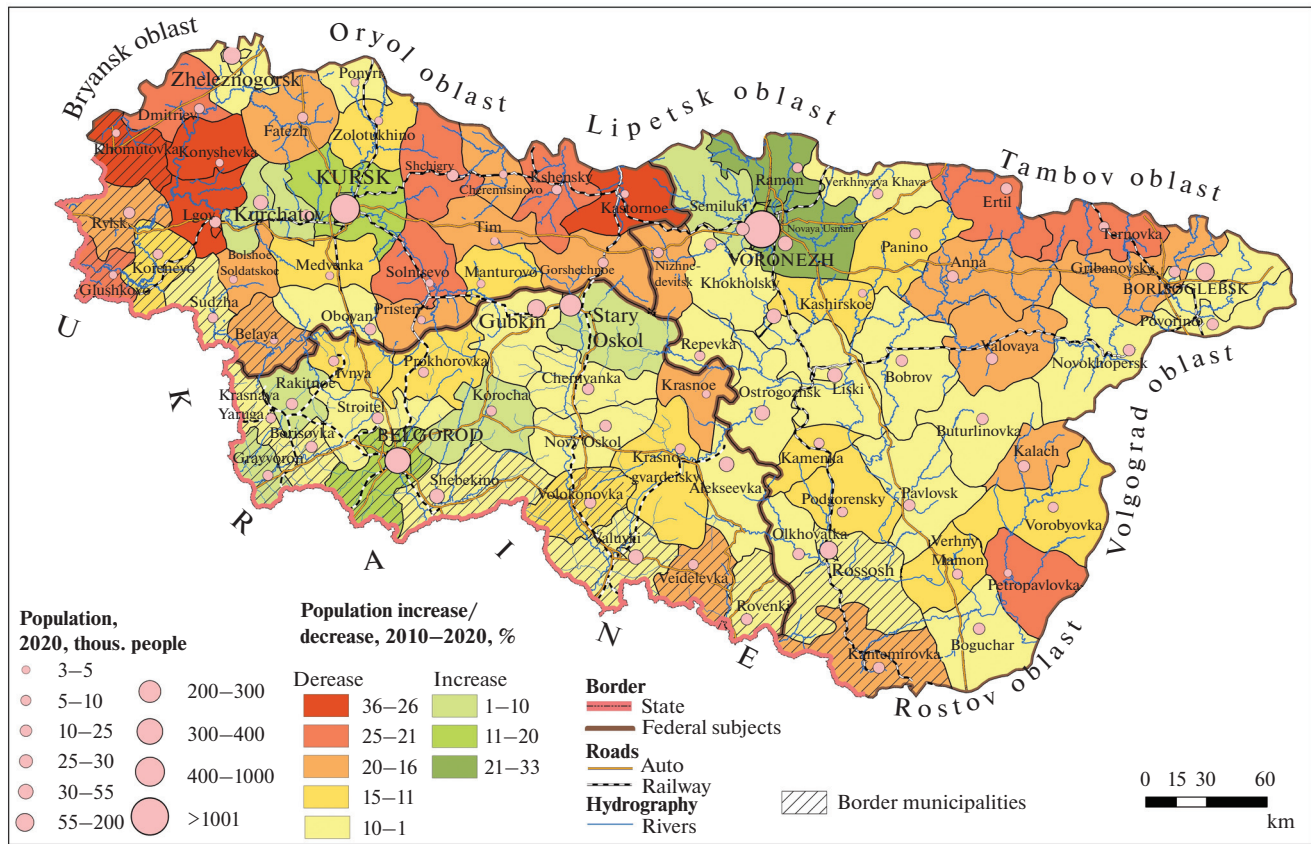 Bryansk oblast
Oryol oblast
Lipetsk oblast
Tambov oblast
Volgograd oblast
Rostov oblast
U K R A I N E
Zheleznogorsk
Ponyri
Dmitriev
Fatezh
Zolotukhino
Khomutovka
Konyshevka
KURSK
Shchigry
Cheremisinovo
Kshensky
Kastornoe
Rylsk
Lgov
Kurchatov
Tim
Bolshoe
Soldatskoe
Medvenka
Solntsevo
Manturovo
Gorshechnoe
Korenevo
Glushkovo
Sudzha
Belaya
Oboyan
Pristen
Ramon
Verkhnyaya Khava
Semiluki
Novaya Usman
VORONEZH
Nizhne-
devitsk
Khokholsky
Kashirskoe
Panino
Ertil
Anna
Ternovka
Gribanovsky
BORISOGLEBSK
Povorino
Novokhopersk
Valovaya
Gubkin
Stary
Oskol
Repevka
Ivnya
Prokhorovka
Rakitnoe
Krasnaya
Yaruga
Stroitel
Korocha
Chernyanka
Krasnoe
Ostrogozhsk
Liski
Bobrov
Borisovka
Grayvoron
BELGOROD
Novy Oskol
Shebekino
Volokonovka
Krasno-
gvardeisky
Alekseevka
Kamenka
Podgorensky
Pavlovsk
Buturlinovka
Kalach
Vorobyovka
Valuyki
Veidelevka
Rovenki
Olkhovatka
Rossosh
Verhny
Mamon
Petropavlovka
Boguchar
Kantemirovka
Population,
2020, thous. people
3–5
5–10
10–25
25–30
30–55
55–200
200–300
300–400
400–1000
>1001
Population increase/
decrease, 2010–2020, %
Derease
36–26
25–21
20–16
15–11
10–1
Increase
1–10
11–20
21–33
Border
State
Federal subjects
Roads
Auto
Railway
Hydrography
Rivers
Border municipalities
0 15 30 60
km